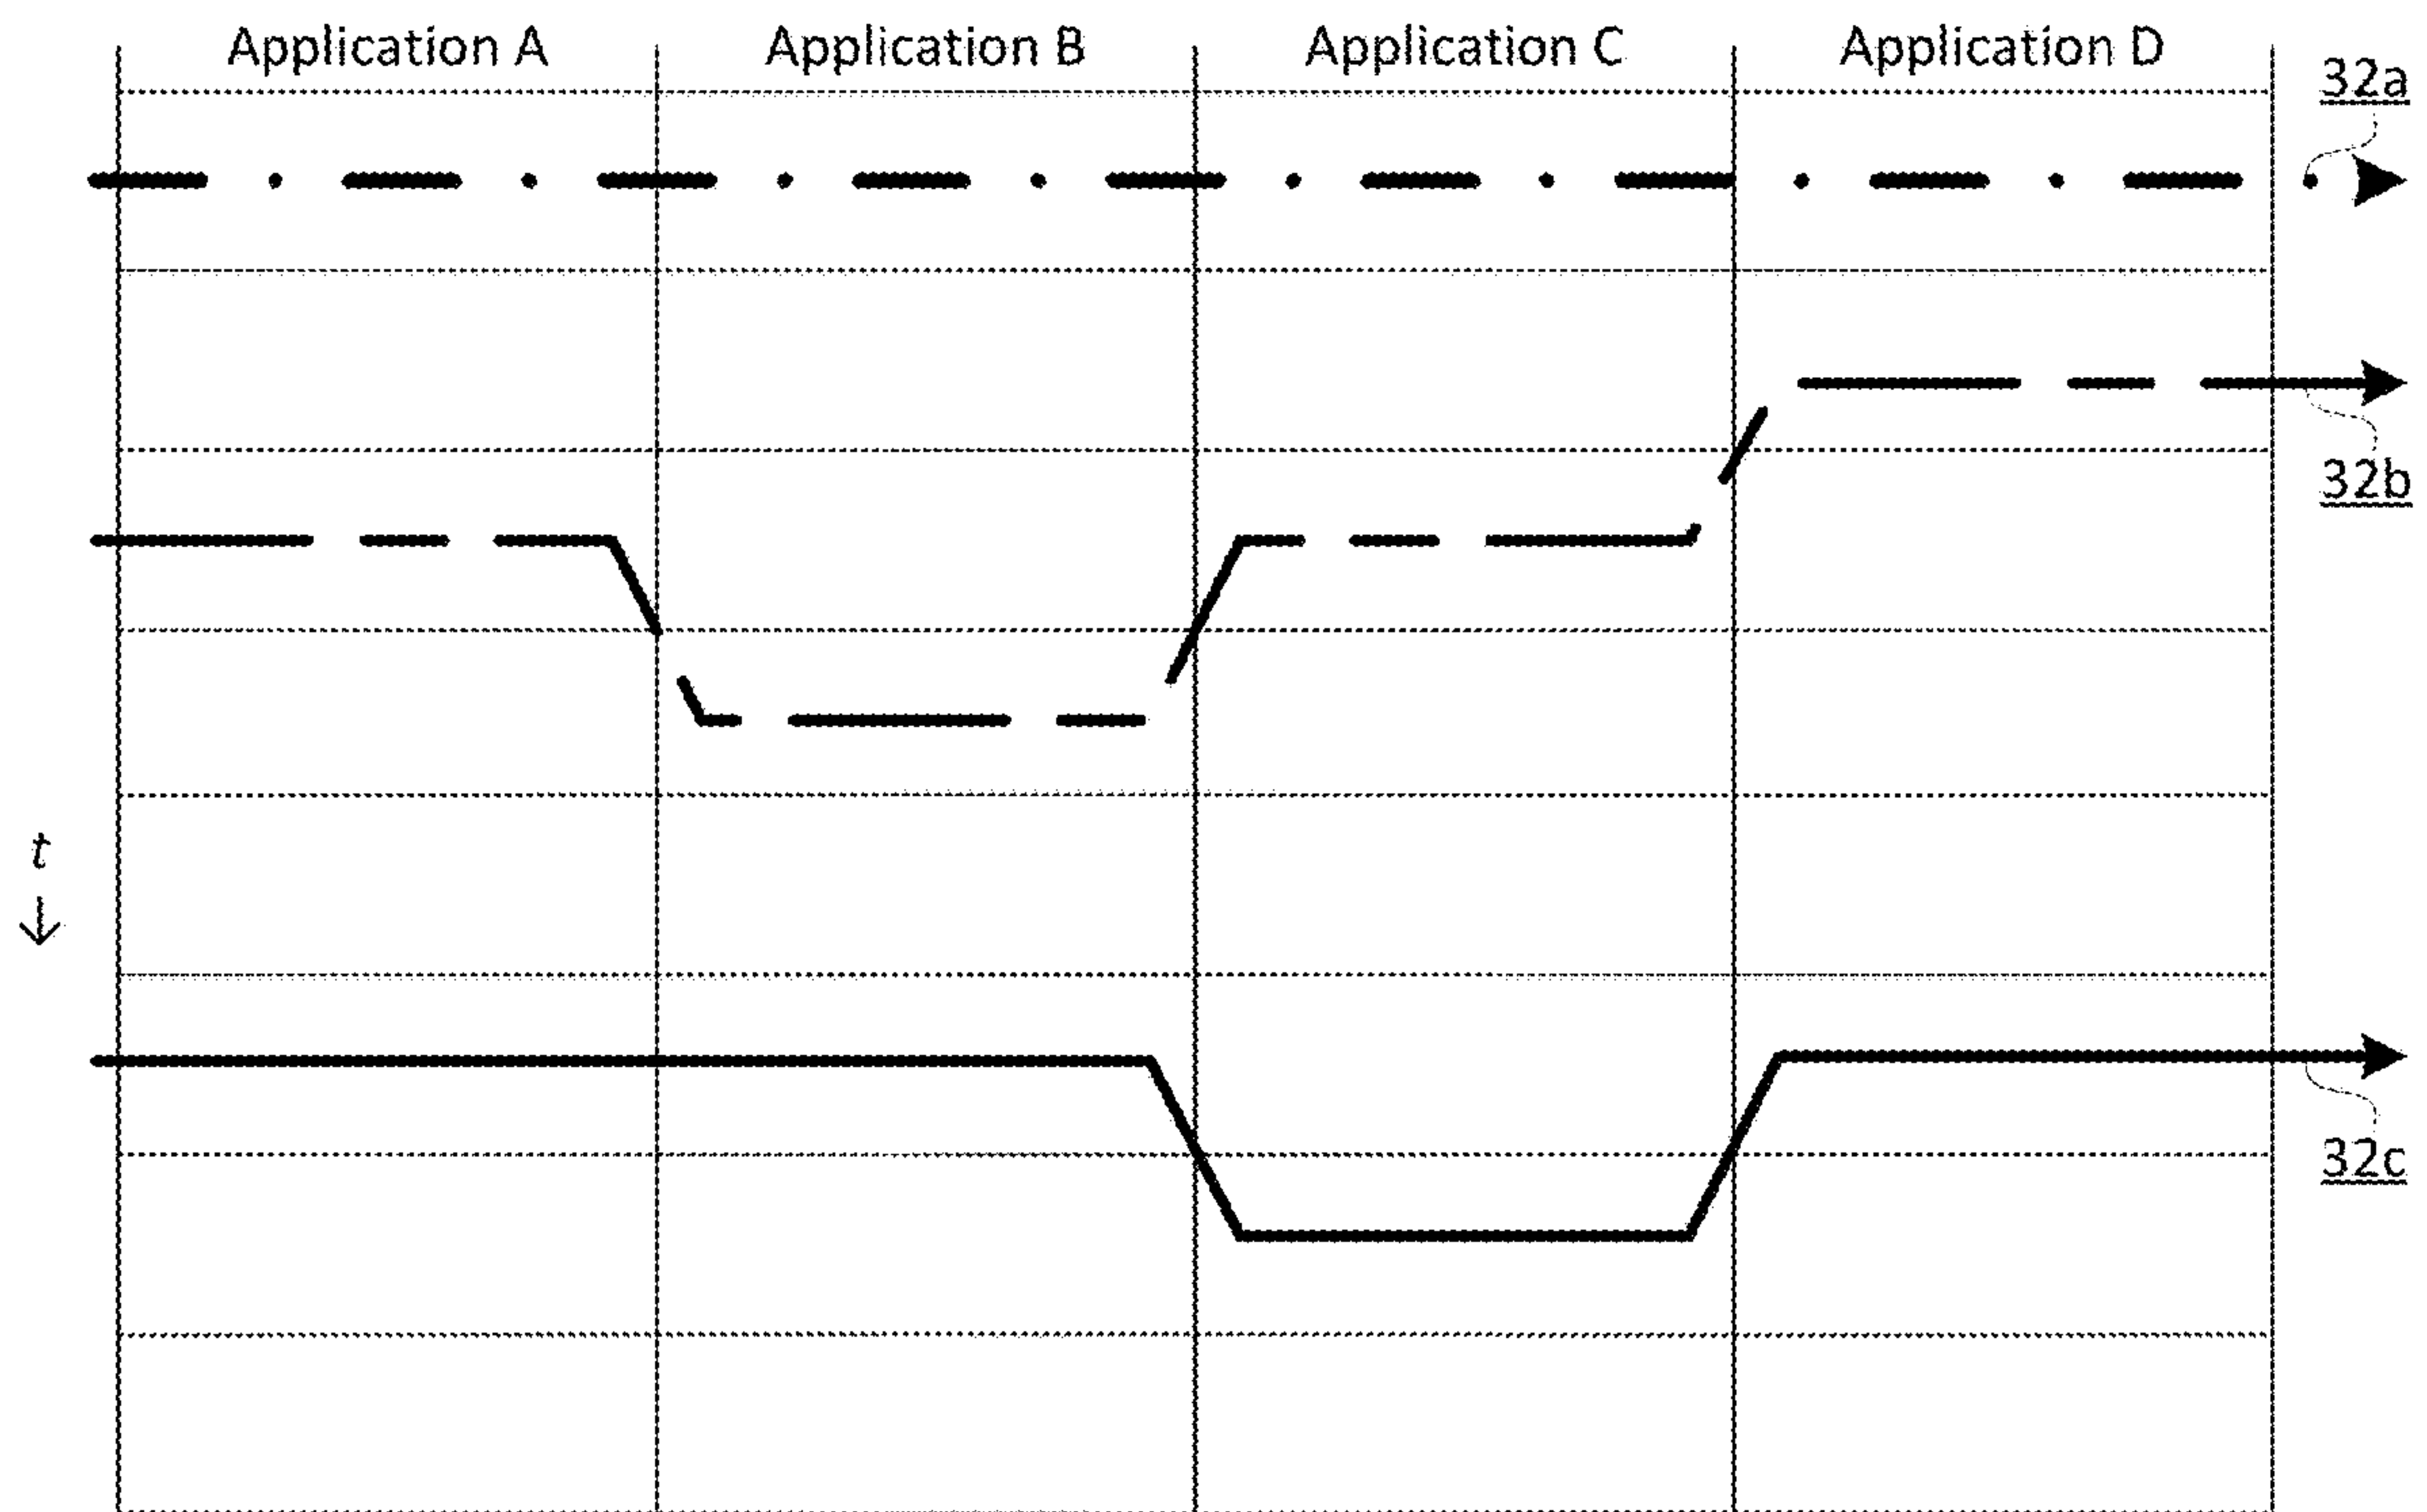 Application A Application B Application C Application D
32a
32b
t
32c